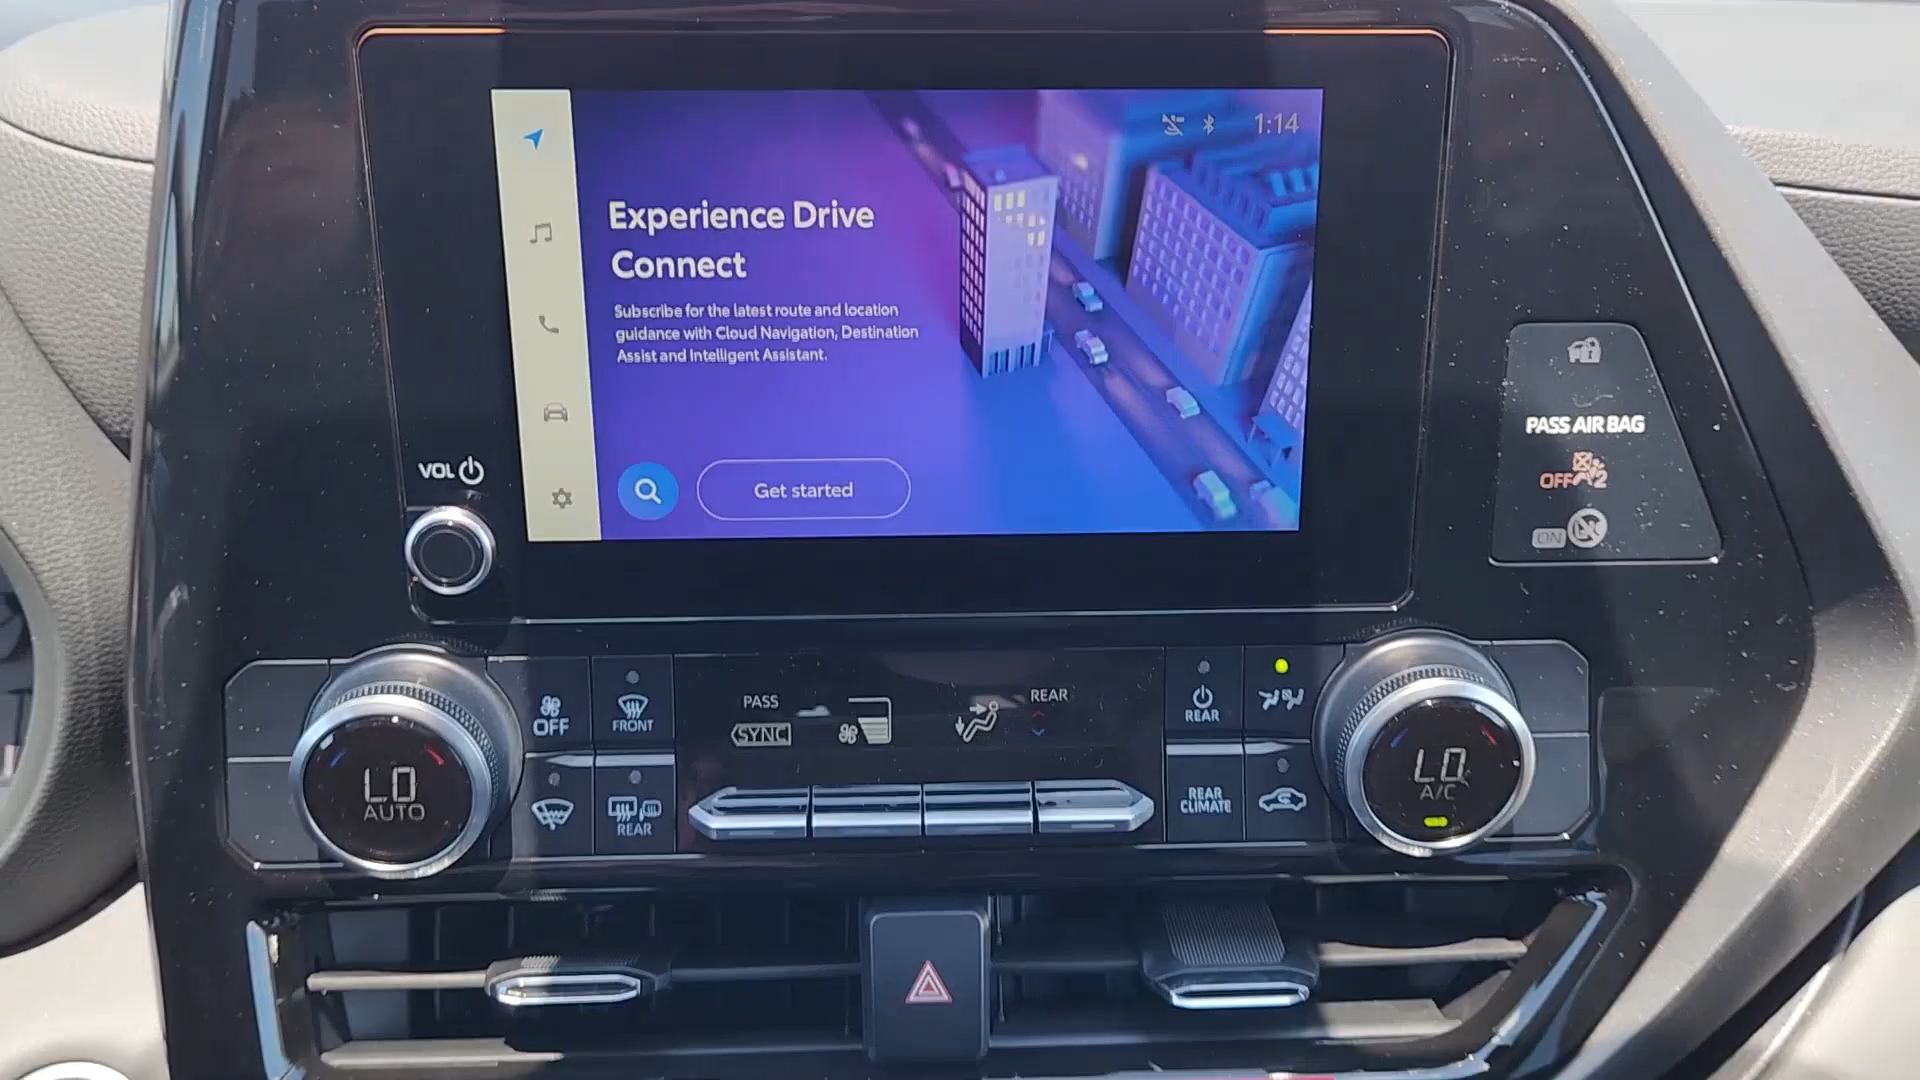 1:14
Experience Drive
Connect
Subscribe for the latest route and location
guidance with Cloud Navigation, Destination
Assist and Intelligent Assistant.
Get started
VOL
PASS AIR BAG
OFF 2
ON
OFF
FRONT
PASS
SYNC
REAR
REAR
LO
AUTO
REAR
REAR
CLIMATE
LO
A/C